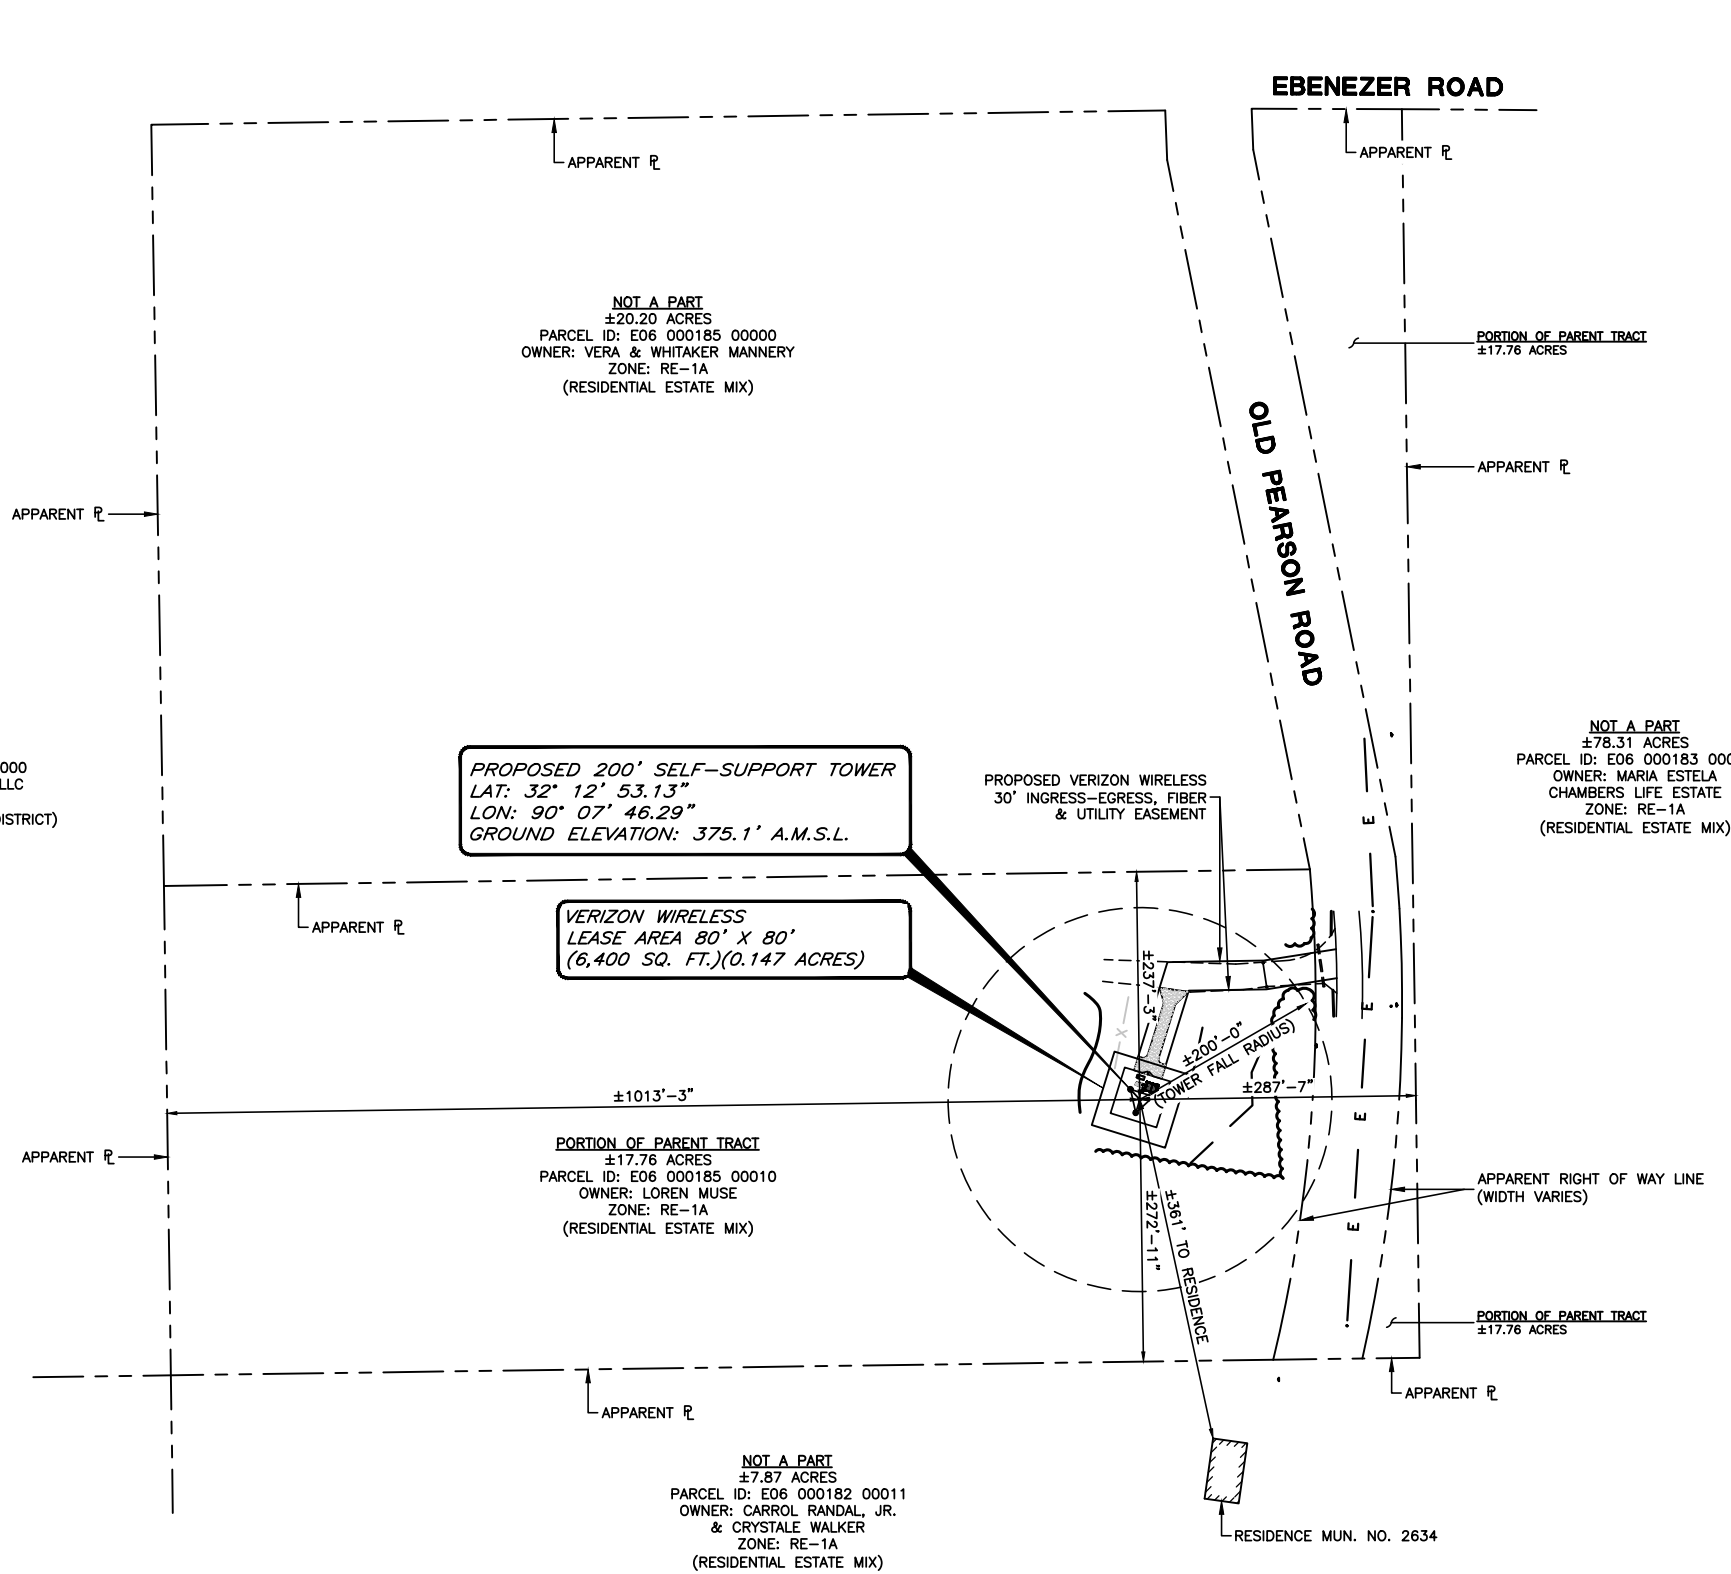 EBENEZER ROAD
APPARENT ⅊
APPARENT ⅊
NOT A PART
±20.20 ACRES
PARCEL ID: E06 000185 00000
OWNER: VERA & WHITAKER MANNERY
ZONE: RE-1A
(RESIDENTIAL ESTATE MIX)
PORTION OF PARENT TRACT
±17.76 ACRES
OLD PEARSON ROAD
APPARENT ⅊
APPARENT ⅊
NOT A PART
±78.31 ACRES
PARCEL ID: E06 000183 000
OWNER: MARIA ESTELA
CHAMBERS LIFE ESTATE
ZONE: RE-1A
(RESIDENTIAL ESTATE MIX)
000
LLC
DISTRICT)
PROPOSED 200' SELF-SUPPORT TOWER
LAT: 32° 12' 53.13"
LON: 90° 07' 46.29"
GROUND ELEVATION: 375.1' A.M.S.L.
PROPOSED VERIZON WIRELESS
30' INGRESS-EGRESS, FIBER
& UTILITY EASEMENT
E
APPARENT ⅊
VERIZON WIRELESS
LEASE AREA 80' X 80'
(6,400 SQ. FT.)(0.147 ACRES)
±237'-3"
X
E
±200'-0"
(TOWER FALL RADIUS)
±287'-7"
±1013'-3"
E
APPARENT ⅊
PORTION OF PARENT TRACT
±17.76 ACRES
PARCEL ID: E06 000185 00010
OWNER: LOREN MUSE
ZONE: RE-1A
(RESIDENTIAL ESTATE MIX)
APPARENT RIGHT OF WAY LINE
(WIDTH VARIES)
E
±272'-11"
±361' TO RESIDENCE
PORTION OF PARENT TRACT
±17.76 ACRES
APPARENT ⅊
APPARENT ⅊
NOT A PART
±7.87 ACRES
PARCEL ID: E06 000182 00011
OWNER: CARROL RANDAL, JR.
& CRYSTALE WALKER
ZONE: RE-1A
(RESIDENTIAL ESTATE MIX)
RESIDENCE MUN. NO. 2634